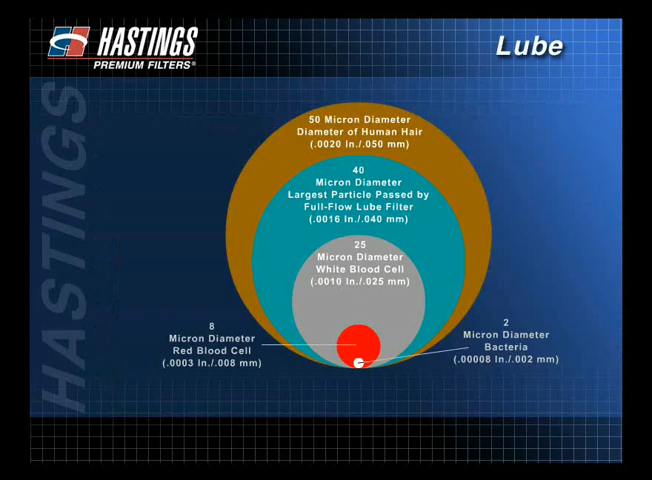 HASTINGS
PREMIUM FILTERS®
Lube
HASTINGS
50 Micron Diameter
Diameter of Human Hair
(.0020 In./.050 mm)
40
Micron Diameter
Largest Particle Passed by
Full-Flow Lube Filter
(.0016 In./.040 mm)
25
Micron Diameter
White Blood Cell
(.0010 In./.025 mm)
8
Micron Diameter
Red Blood Cell
(.0003 In./.008 mm)
2
Micron Diameter
Bacteria
(.00008 In./.002 mm)